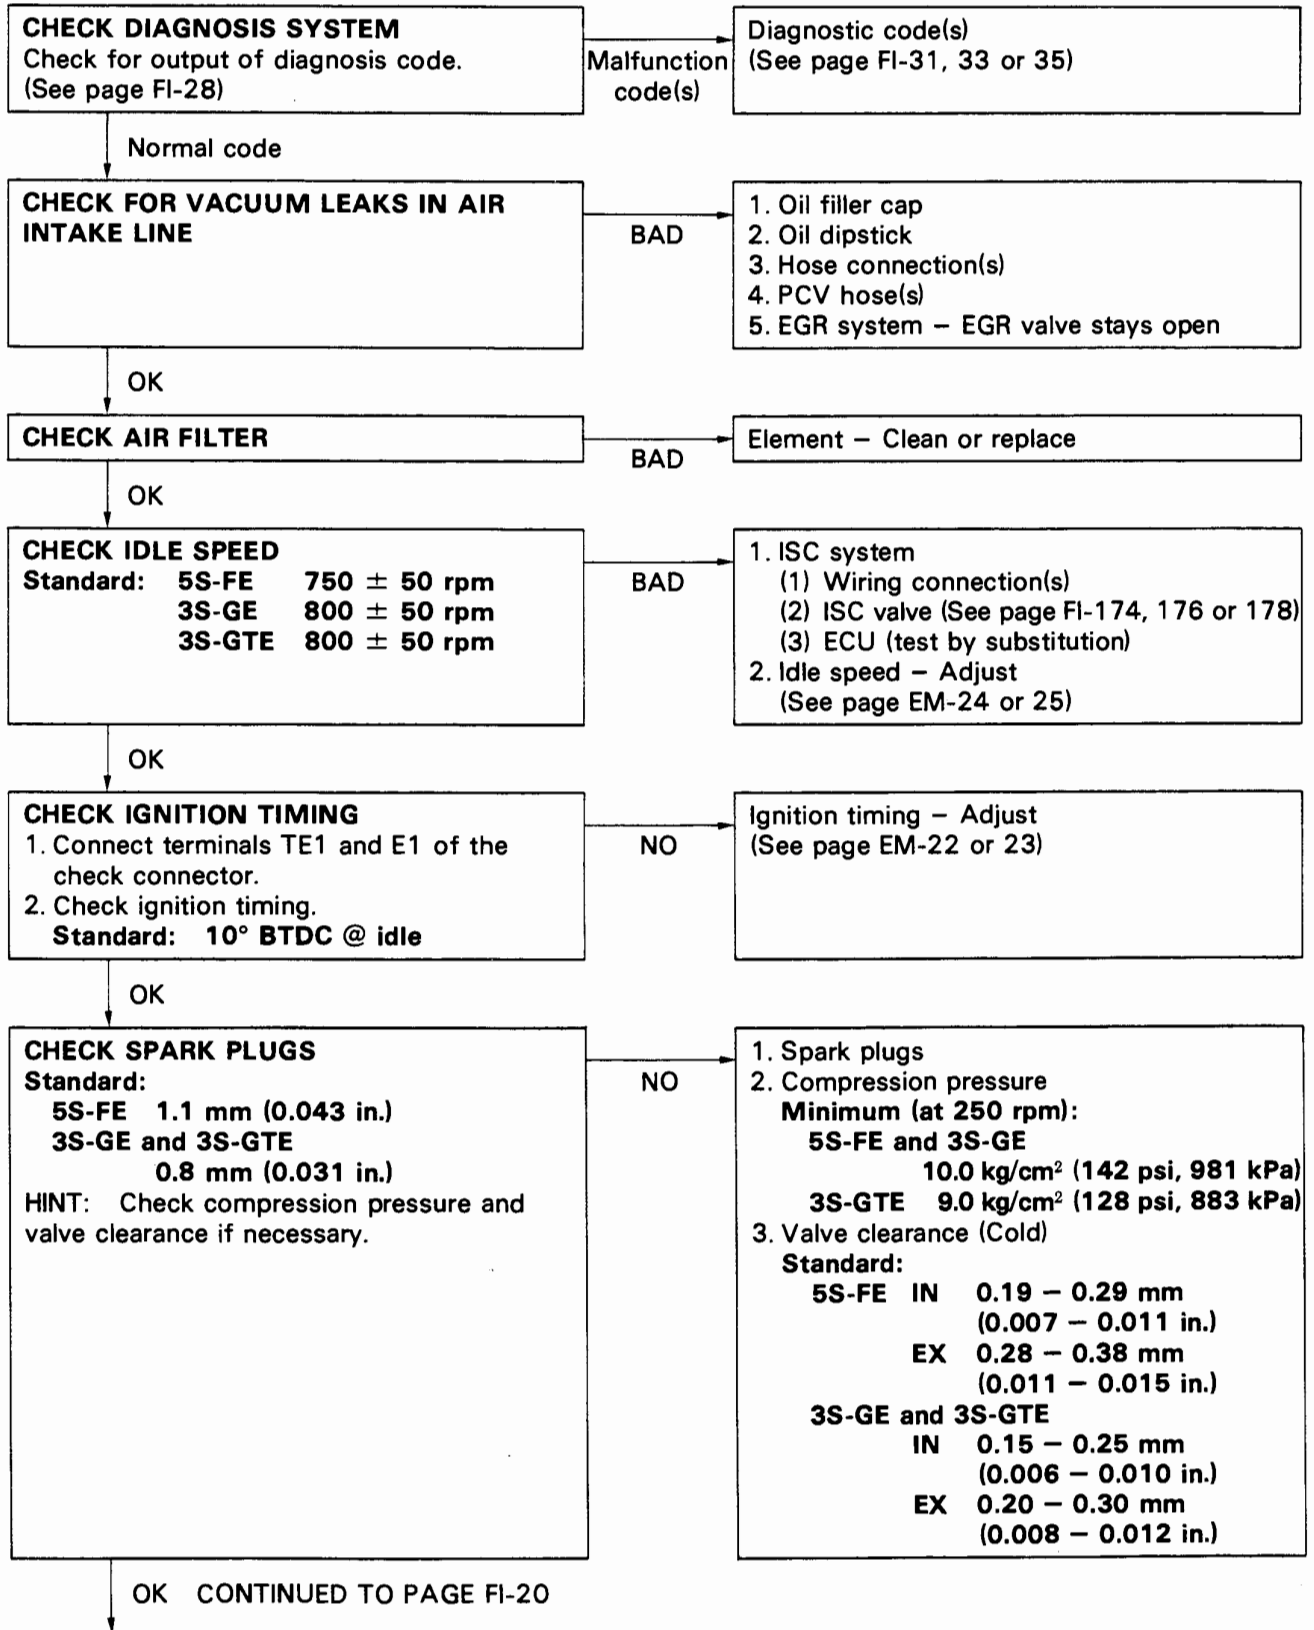 CHECK DIAGNOSIS SYSTEM
Check for output of diagnosis code.
(See page FI-28)
Malfunction
code(s)
Diagnostic code(s)
(See page FI-31, 33 or 35)
Normal code
CHECK FOR VACUUM LEAKS IN AIR
INTAKE LINE
BAD
1. Oil filler cap
2. Oil dipstick
3. Hose connection(s)
4. PCV hose(s)
5. EGR system – EGR valve stays open
OK
CHECK AIR FILTER
BAD
Element – Clean or replace
OK
CHECK IDLE SPEED
Standard: 5S-FE 750 ± 50 rpm
3S-GE 800 ± 50 rpm
3S-GTE 800 ± 50 rpm
BAD
1. ISC system
(1) Wiring connection(s)
(2) ISC valve (See page FI-174, 176 or 178)
(3) ECU (test by substitution)
2. Idle speed – Adjust
(See page EM-24 or 25)
OK
CHECK IGNITION TIMING
1. Connect terminals TE1 and E1 of the
check connector.
2. Check ignition timing.
Standard: 10° BTDC @ idle
NO
Ignition timing – Adjust
(See page EM-22 or 23)
OK
CHECK SPARK PLUGS
Standard:
5S-FE 1.1 mm (0.043 in.)
3S-GE and 3S-GTE
0.8 mm (0.031 in.)
HINT: Check compression pressure and
valve clearance if necessary.
NO
1. Spark plugs
2. Compression pressure
Minimum (at 250 rpm):
5S-FE and 3S-GE
10.0 kg/cm² (142 psi, 981 kPa)
3S-GTE 9.0 kg/cm² (128 psi, 883 kPa)
3. Valve clearance (Cold)
Standard:
5S-FE IN 0.19 – 0.29 mm
(0.007 – 0.011 in.)
EX 0.28 – 0.38 mm
(0.011 – 0.015 in.)
3S-GE and 3S-GTE
IN 0.15 – 0.25 mm
(0.006 – 0.010 in.)
EX 0.20 – 0.30 mm
(0.008 – 0.012 in.)
OK CONTINUED TO PAGE FI-20